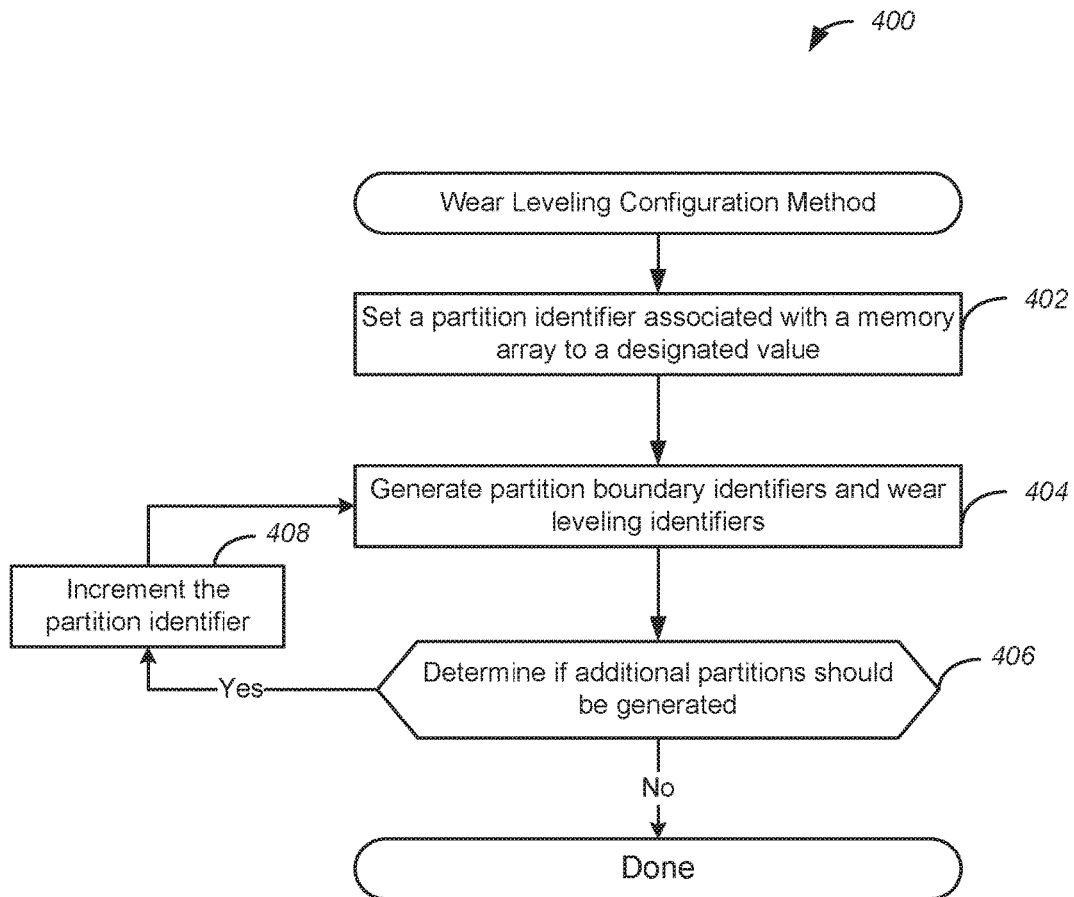 400
Wear Leveling Configuration Method
Set a partition identifier associated with a memory
array to a designated value
402
Generate partition boundary identifiers and wear
leveling identifiers
404
408
Increment the
partition identifier
Determine if additional partitions should
be generated
406
Yes
No
Done